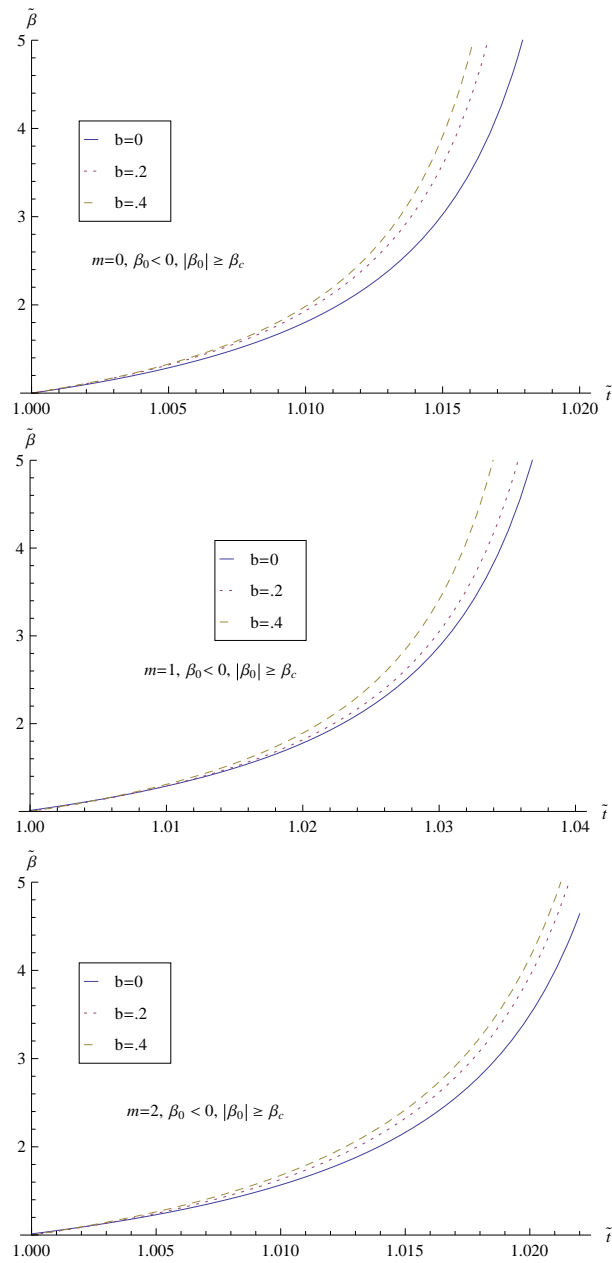 β̃
5
4
3
2
b=0
b=.2
b=.4
m=0, β₀< 0, |β₀| ≥ β_c
1.000 1.005 1.010 1.015 1.020
t̃
β̃
5
4
3
2
b=0
b=.2
b=.4
m=1, β₀< 0, |β₀| ≥ β_c
1.00 1.01 1.02 1.03 1.04
t̃
β̃
5
4
3
2
b=0
b=.2
b=.4
m=2, β₀ < 0, |β₀| ≥ β_c
1.000 1.005 1.010 1.015 1.020
t̃